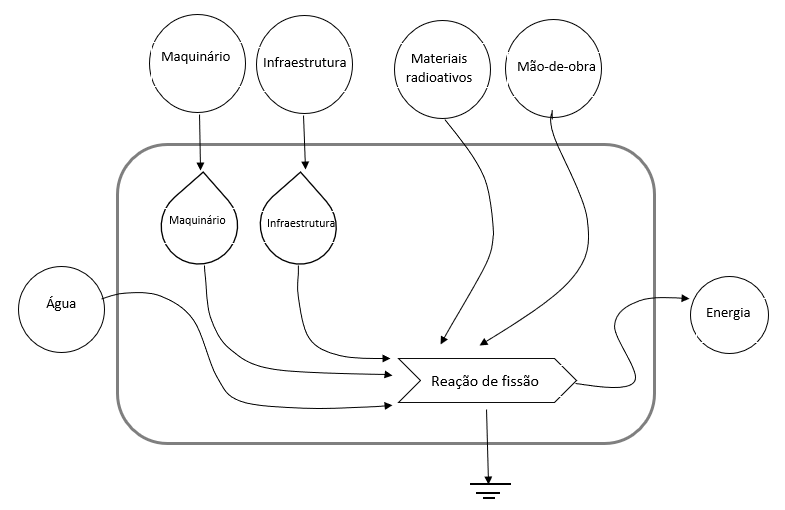 Maquinário
Infraestrutura
Materiais
radioativos
Mão-de-obra
Maquinário
Infraestrutura
Água
Energia
Reação de fissão